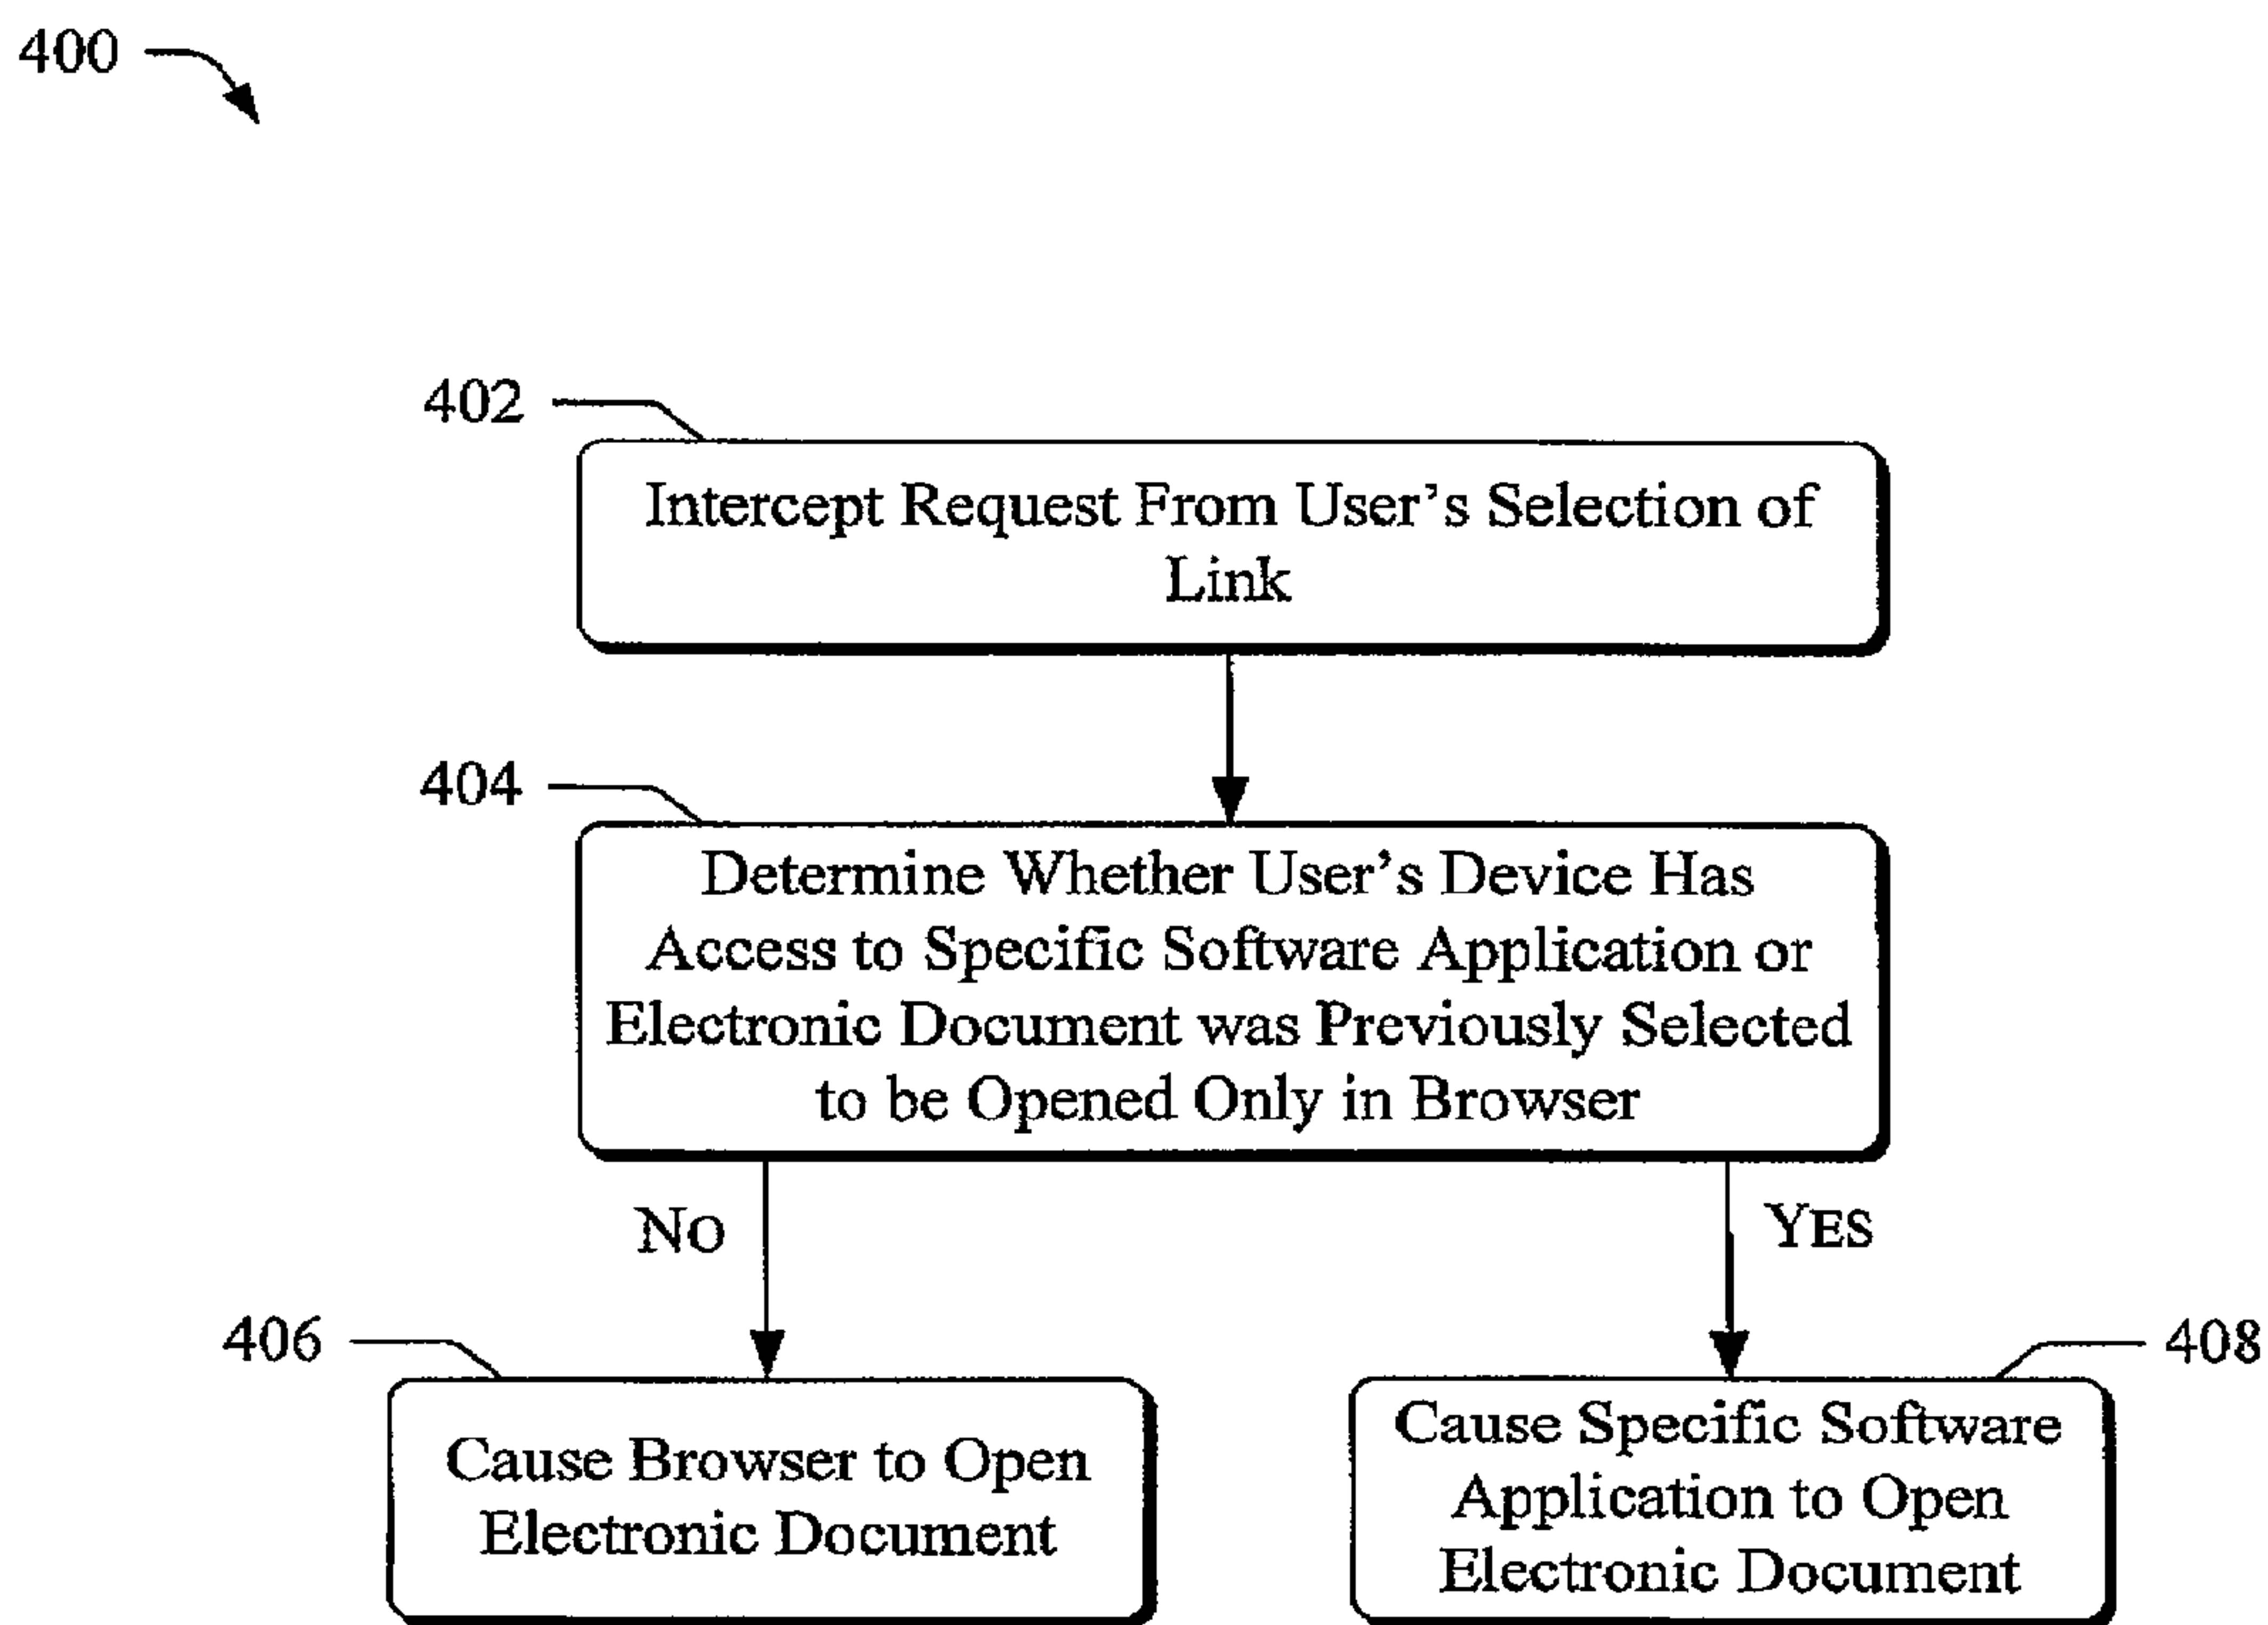 400
402
Intercept Request From User's Selection of
Link
404
Determine Whether User's Device Has
Access to Specific Software Application or
Electronic Document was Previously Selected
to be Opened Only in Browser
NO
YES
406
408
Cause Browser to Open
Electronic Document
Cause Specific Software
Application to Open
Electronic Document